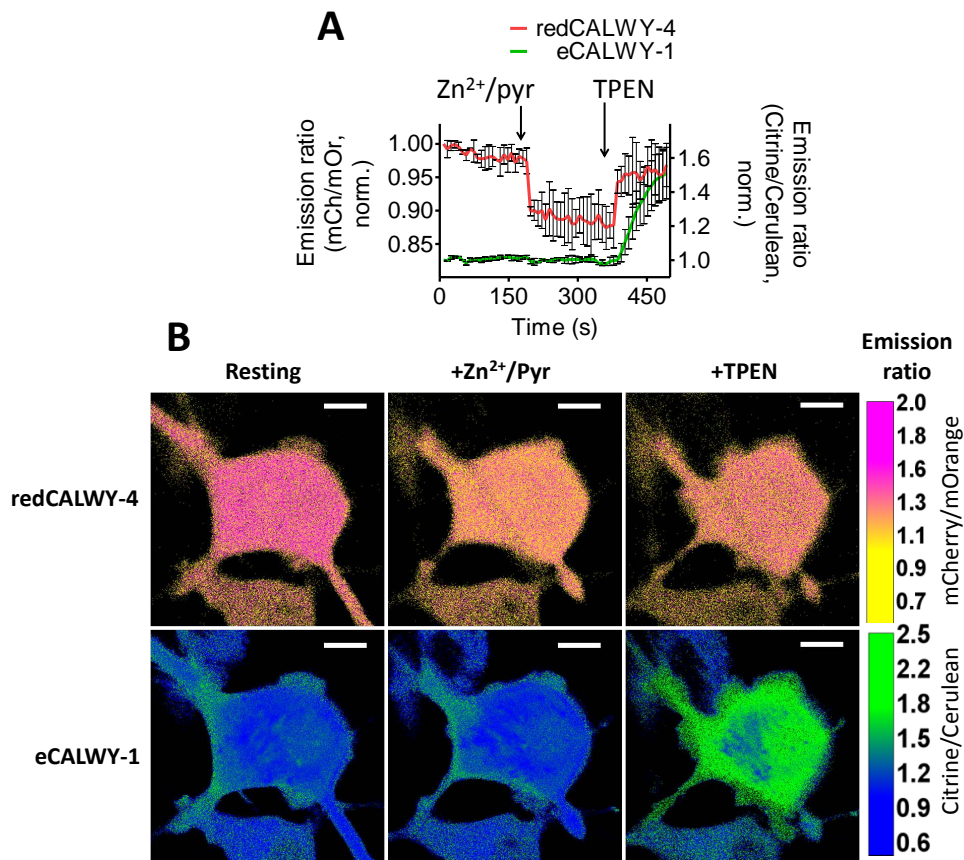 A
redCALWY-4
eCALWY-1
Zn²⁺/pyr
TPEN
Emission ratio
(mCh/mOr,
norm.)
1.00
0.95
0.90
0.85
1.6
1.4
1.2
1.0
Emission ratio
(Citrine/Cerulean,
norm.)
0
150
300
450
Time (s)
B
Resting
+Zn²⁺/Pyr
+TPEN
Emission
ratio
redCALWY-4
2.0
1.8
1.6
1.3
1.1
0.9
0.7
mCherry/mOrange
eCALWY-1
2.5
2.2
1.8
1.5
1.2
0.9
0.6
Citrine/Cerulean